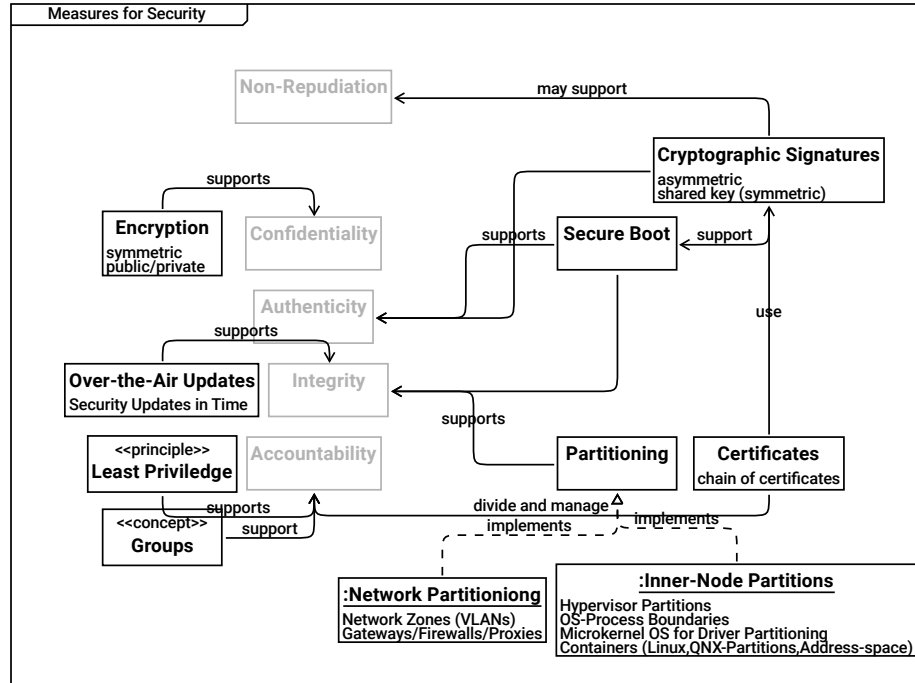 Measures for Security
Non-Repudiation
may support
Cryptographic Signatures
asymmetric
shared key (symmetric)
supports
Encryption
symmetric
public/private
Confidentiality
supports
Secure Boot
support
Authenticity
use
supports
Over-the-Air Updates
Security Updates in Time
Integrity
supports
<<principle>>
Least Priviledge
Accountability
Partitioning
Certificates
chain of certificates
supports
divide and manage
<<concept>>
Groups
support
implements
implements
:Network Partitioniong
Network Zones (VLANs)
Gateways/Firewalls/Proxies
:Inner-Node Partitions
Hypervisor Partitions
OS-Process Boundaries
Microkernel OS for Driver Partitioning
Containers (Linux,QNX-Partitions,Address-space)